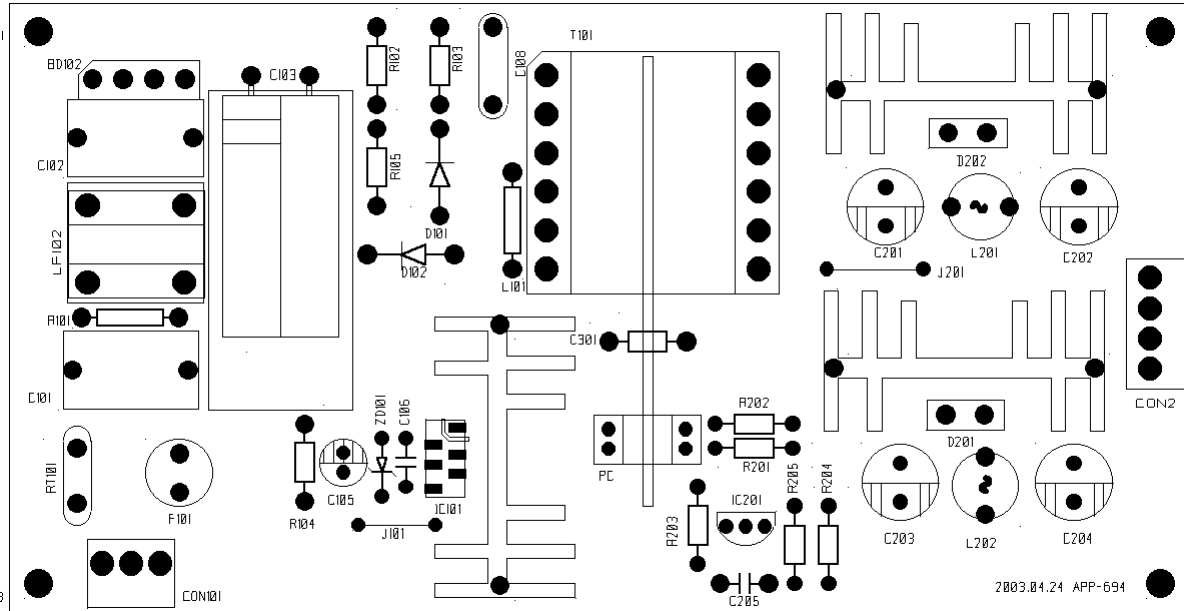 T101
BD102
C103
R102
R103
C108
C102
R105
D202
D101
D102
L101
LF102
C201
L201
C202
J201
R101
C301
C101
ZD101
C106
R202
R201
D201
CON2
RT101
F101
R104
C105
IC101
J101
PC
R203
IC201
R205
R204
C203
L202
C204
CON101
C205
2003.04.24 APP-694